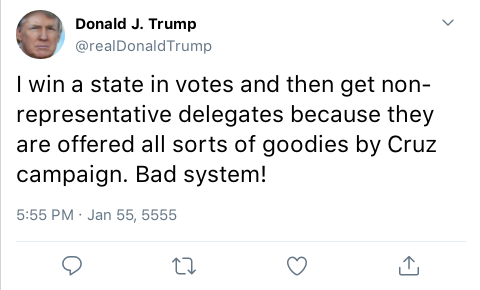 Donald J. Trump
@realDonaldTrump
I win a state in votes and then get non-
representative delegates because they
are offered all sorts of goodies by Cruz
campaign. Bad system!
5:55 PM · Jan 55, 5555